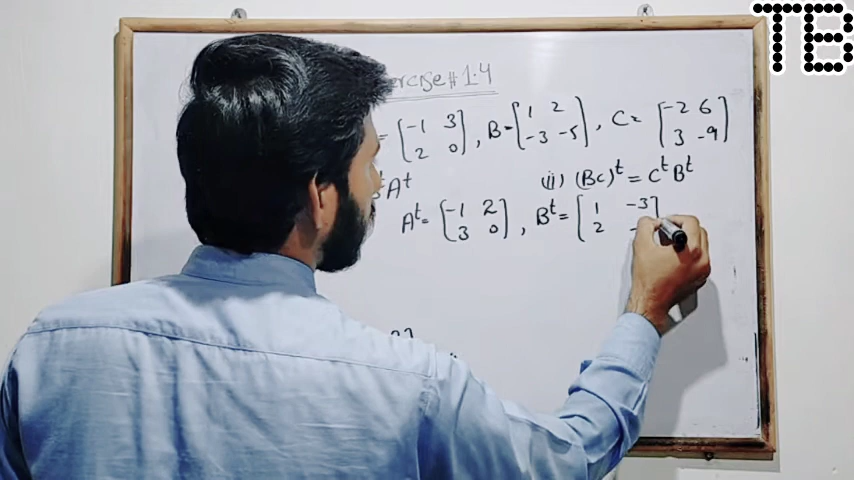 TB
ercise # 1.4
= [-1 3; 2 0], B = [1 2; -3 -5], C = [-2 6; 3 -9]
A^t (ii) (BC)^t = C^t B^t
A^t = [-1 2; 3 0], B^t = [1 -3; 2 -